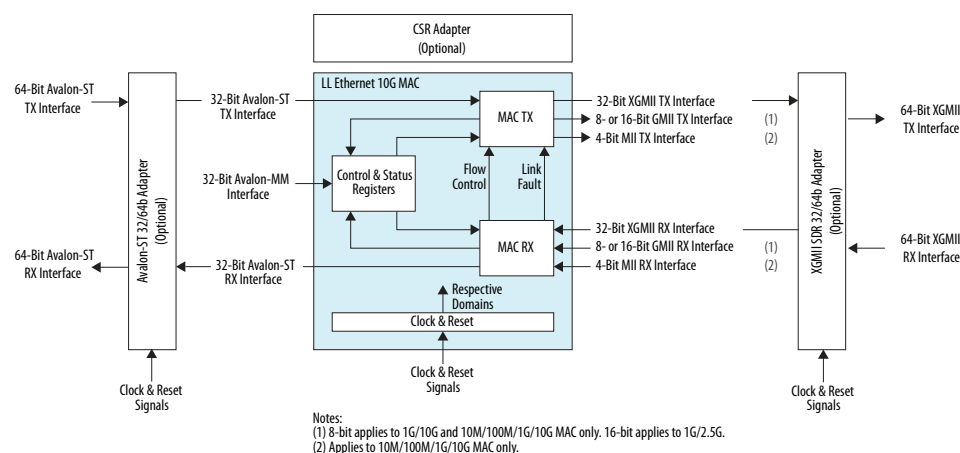 CSR Adapter
(Optional)
64-Bit Avalon-ST
TX Interface
Avalon-ST 32/64b Adapter
(Optional)
64-Bit Avalon-ST
RX Interface
Clock & Reset
Signals
32-Bit Avalon-ST
TX Interface
32-Bit Avalon-MM
Interface
32-Bit Avalon-ST
RX Interface
LL Ethernet 10G MAC
MAC TX
Control & Status
Registers
Flow
Control
Link
Fault
MAC RX
Respective
Domains
Clock & Reset
Clock & Reset
Signals
32-Bit XGMII TX Interface
8- or 16-Bit GMII TX Interface (1)
4-Bit MII TX Interface (2)
32-Bit XGMII RX Interface
8- or 16-Bit GMII RX Interface (1)
4-Bit MII RX Interface (2)
XGMII SDR 32/64b Adapter
(Optional)
64-Bit XGMII
TX Interface
64-Bit XGMII
RX Interface
Clock & Reset
Signals
Notes:
(1) 8-bit applies to 1G/10G and 10M/100M/1G/10G MAC only. 16-bit applies to 1G/2.5G.
(2) Applies to 10M/100M/1G/10G MAC only.